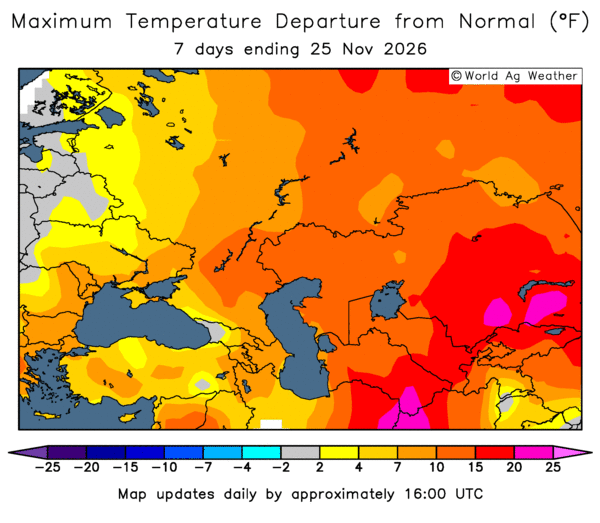 Maximum Temperature Departure from Normal (°F)
7 days ending 25 Nov 2026
©World Ag Weather
-25 -20 -15 -10 -7 -4 -2 2 4 7 10 15 20 25
Map updates daily by approximately 16:00 UTC